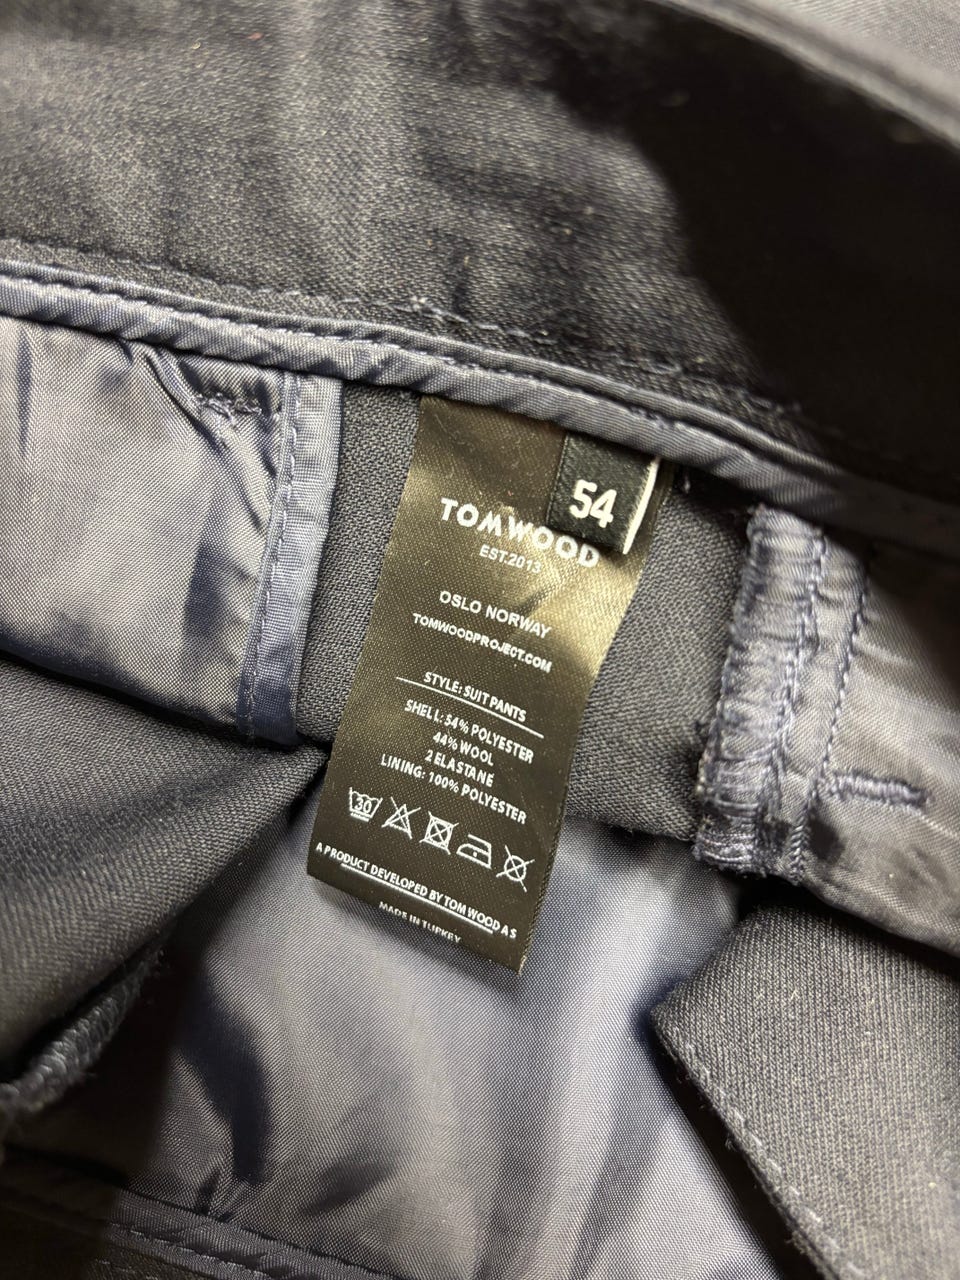 54
TOMWOOD
EST.2013
OSLO NORWAY
TOMWOODPROJECT.COM
STYLE: SUIT PANTS
SHELL: 54% POLYESTER
44% WOOL
2 ELASTANE
LINING: 100% POLYESTER
30
A PRODUCT DEVELOPED BY TOM WOOD AS
MADE IN TURKEY